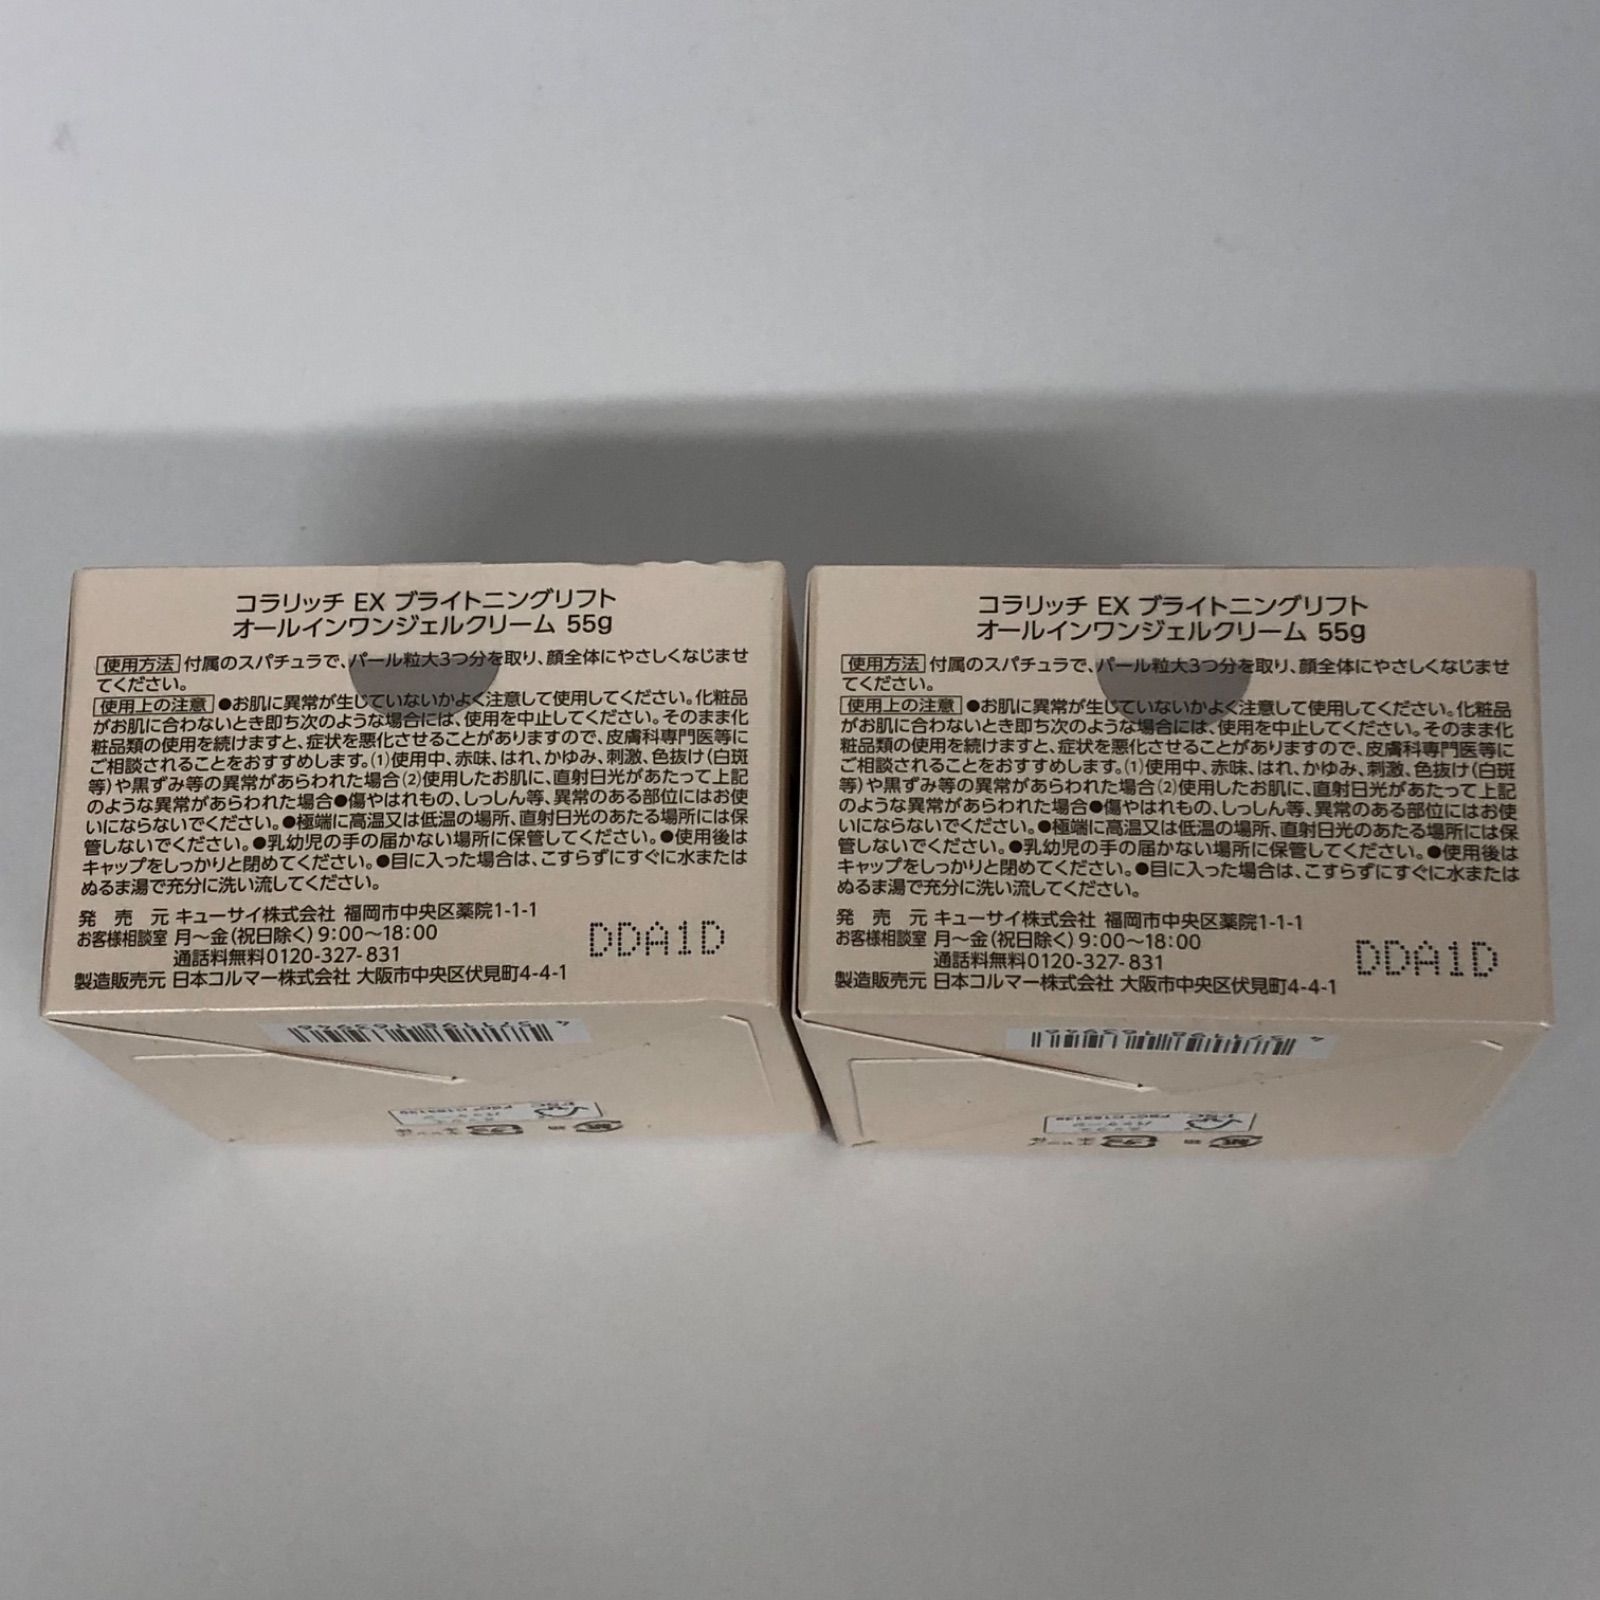 コラリッチ EX ブライトニングリフト
オールインワンジェルクリーム 55g
使用方法 付属のスパチュラで、パール粒大3つ分を取り、顔全体にやさしくなじませ
てください。
使用上の注意 ●お肌に異常が生じていないかよく注意して使用してください。化粧品
がお肌に合わないとき即ち次のような場合には、使用を中止してください。そのまま化
粧品類の使用を続けますと、症状を悪化させることがありますので、皮膚科専門医等に
ご相談されることをおすすめします。(1)使用中、赤味、はれ、かゆみ、刺激、色抜け(白斑
等)や黒ずみ等の異常があらわれた場合(2)使用したお肌に、直射日光があたって上記
のような異常があらわれた場合●傷やはれもの、しっしん等、異常のある部位にはお使
いにならないでください。●極端に高温又は低温の場所、直射日光のあたる場所には保
管しないでください。●乳幼児の手の届かない場所に保管してください。●使用後は
キャップをしっかりと閉めてください。●目に入った場合は、こすらずにすぐに水または
ぬるま湯で充分に洗い流してください。
発売元 キューサイ株式会社 福岡市中央区薬院1-1-1
お客様相談室 月～金(祝日除く)9:00～18:00
通話料無料0120-327-831
製造販売元 日本コルマー株式会社 大阪市中央区伏見町4-4-1
DDA1D
コラリッチ EX ブライトニングリフト
オールインワンジェルクリーム 55g
使用方法 付属のスパチュラで、パール粒大3つ分を取り、顔全体にやさしくなじませ
てください。
使用上の注意 ●お肌に異常が生じていないかよく注意して使用してください。化粧品
がお肌に合わないとき即ち次のような場合には、使用を中止してください。そのまま化
粧品類の使用を続けますと、症状を悪化させることがありますので、皮膚科専門医等に
ご相談されることをおすすめします。(1)使用中、赤味、はれ、かゆみ、刺激、色抜け(白斑
等)や黒ずみ等の異常があらわれた場合(2)使用したお肌に、直射日光があたって上記
のような異常があらわれた場合●傷やはれもの、しっしん等、異常のある部位にはお使
いにならないでください。●極端に高温又は低温の場所、直射日光のあたる場所には保
管しないでください。●乳幼児の手の届かない場所に保管してください。●使用後は
キャップをしっかりと閉めてください。●目に入った場合は、こすらずにすぐに水または
ぬるま湯で充分に洗い流してください。
発売元 キューサイ株式会社 福岡市中央区薬院1-1-1
お客様相談室 月～金(祝日除く)9:00～18:00
通話料無料0120-327-831
製造販売元 日本コルマー株式会社 大阪市中央区伏見町4-4-1
DDA1D